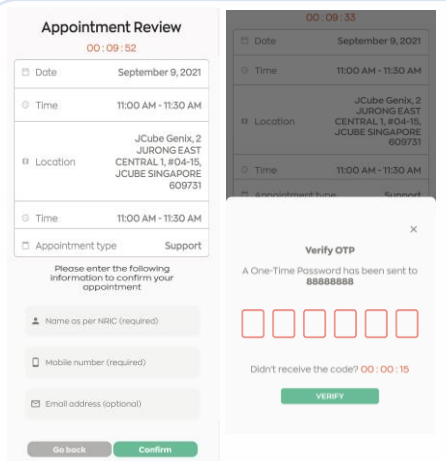 Appointment Review
00 : 09 : 52
Date September 9, 2021
Time 11:00 AM - 11:30 AM
Location JCube Genix, 2
JURONG EAST
CENTRAL 1, #04-15,
JCUBE SINGAPORE
609731
Time 11:00 AM - 11:30 AM
Appointment type Support
Please enter the following
information to confirm your
appointment
Name as per NRIC (required)
Mobile number (required)
Email address (optional)
Go back Confirm
00 : 09 : 33
Date September 9, 2021
Time 11:00 AM - 11:30 AM
Location JCube Genix, 2
JURONG EAST
CENTRAL 1, #04-15,
JCUBE SINGAPORE
609731
Time 11:00 AM - 11:30 AM
Appointment type Support
×
Verify OTP
A One-Time Password has been sent to
88888888
Didn't receive the code? 00 : 00 : 15
VERIFY